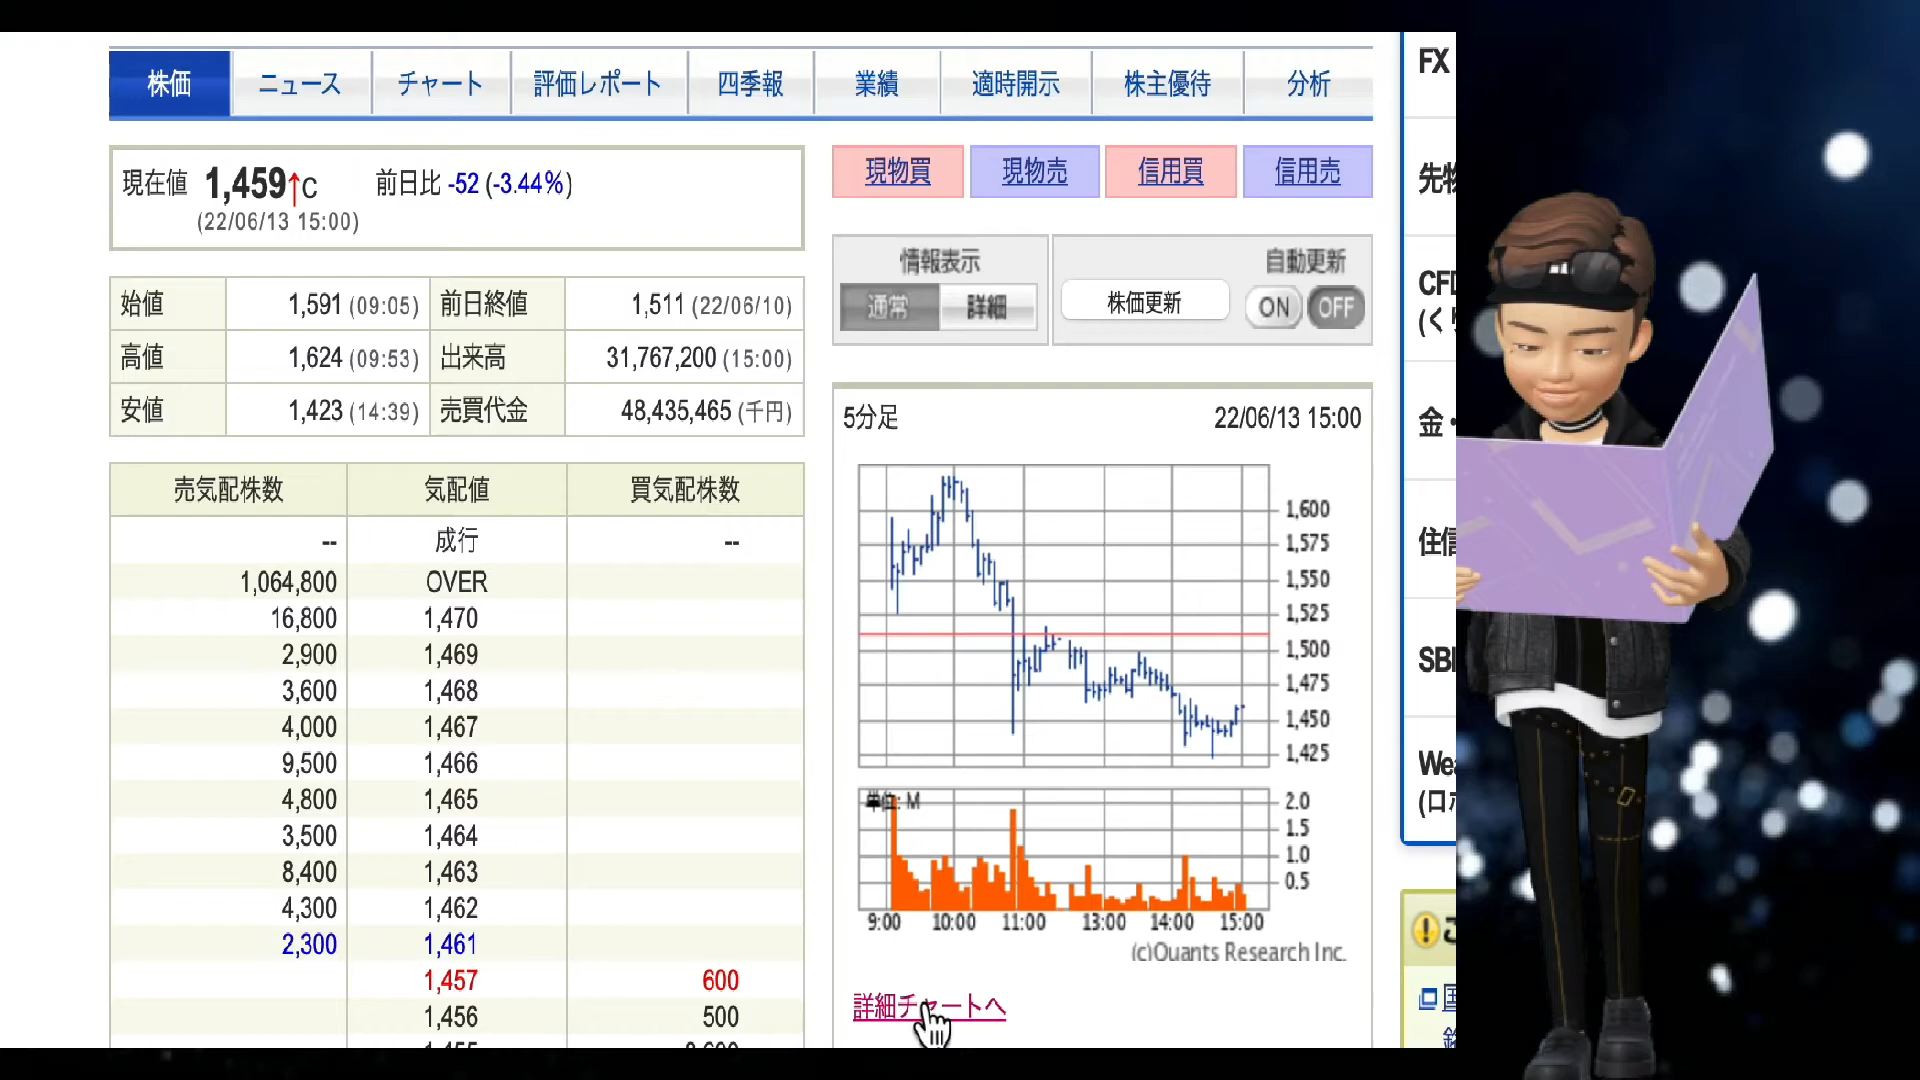 株価 ニュース チャート 評価レポート 四季報 業績 適時開示 株主優待 分析
現在値 1,459↑C 前日比 -52 (-3.44%)
(22/06/13 15:00)
始値 1,591 (09:05) 前日終値 1,511 (22/06/10)
高値 1,624 (09:53) 出来高 31,767,200 (15:00)
安値 1,423 (14:39) 売買代金 48,435,465 (千円)
売気配株数 気配値 買気配株数
-- 成行 --
1,064,800 OVER
16,800 1,470
2,900 1,469
3,600 1,468
4,000 1,467
9,500 1,466
4,800 1,465
3,500 1,464
8,400 1,463
4,300 1,462
2,300 1,461
1,457 600
1,456 500
現物買 現物売 信用買 信用売
情報表示
通常 詳細
自動更新
株価更新 ON OFF
5分足 22/06/13 15:00
1,600
1,575
1,550
1,525
1,500
1,475
1,450
1,425
単位: M
2.0
1.5
1.0
0.5
9:00 10:00 11:00 13:00 14:00 15:00
(c)Quants Research Inc.
詳細チャートへ
FX
先物
CFD
(くり
金・
住信
SBI
We
(ロボ